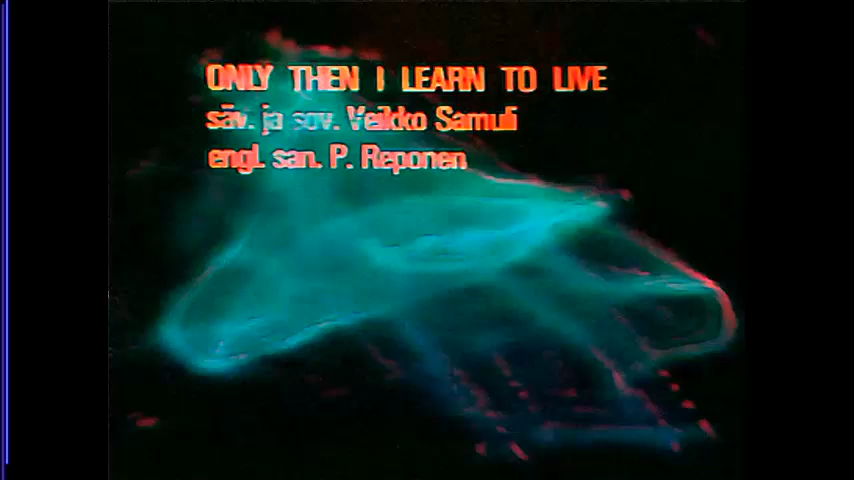 ONLY THEN I LEARN TO LIVE
säv. ja sov. Veikko Samuli
engl. san. P. Reponen